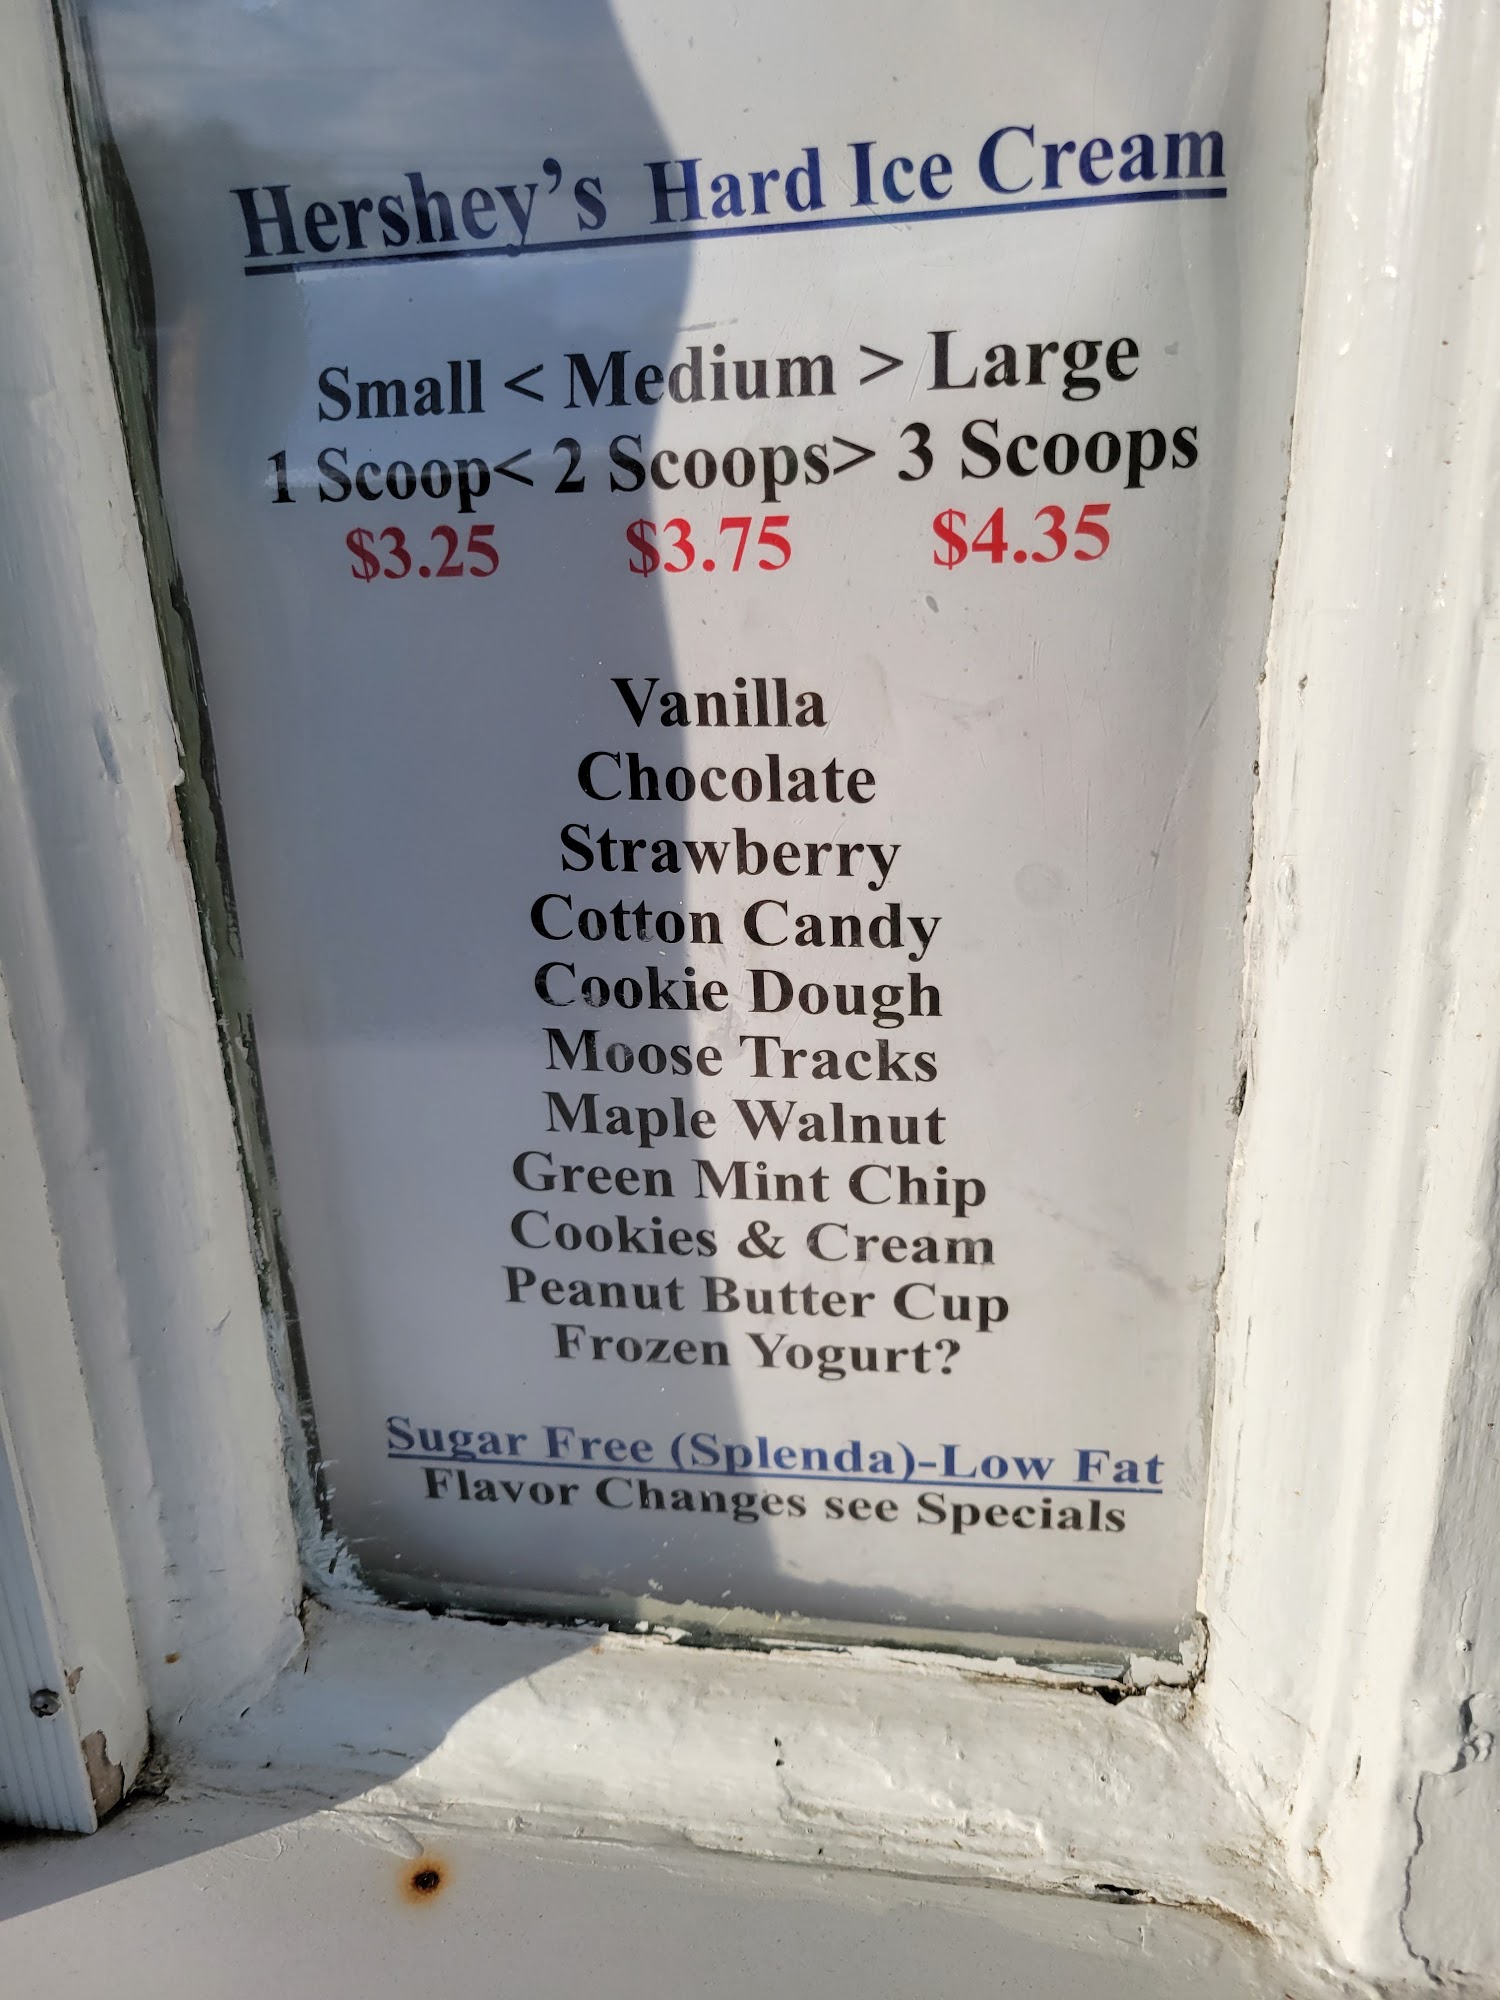 Hershey's Hard Ice Cream
Small < Medium > Large
1 Scoop< 2 Scoops> 3 Scoops
$3.25 $3.75 $4.35
Vanilla
Chocolate
Strawberry
Cotton Candy
Cookie Dough
Moose Tracks
Maple Walnut
Green Mint Chip
Cookies & Cream
Peanut Butter Cup
Frozen Yogurt?
Sugar Free (Splenda)-Low Fat
Flavor Changes see Specials